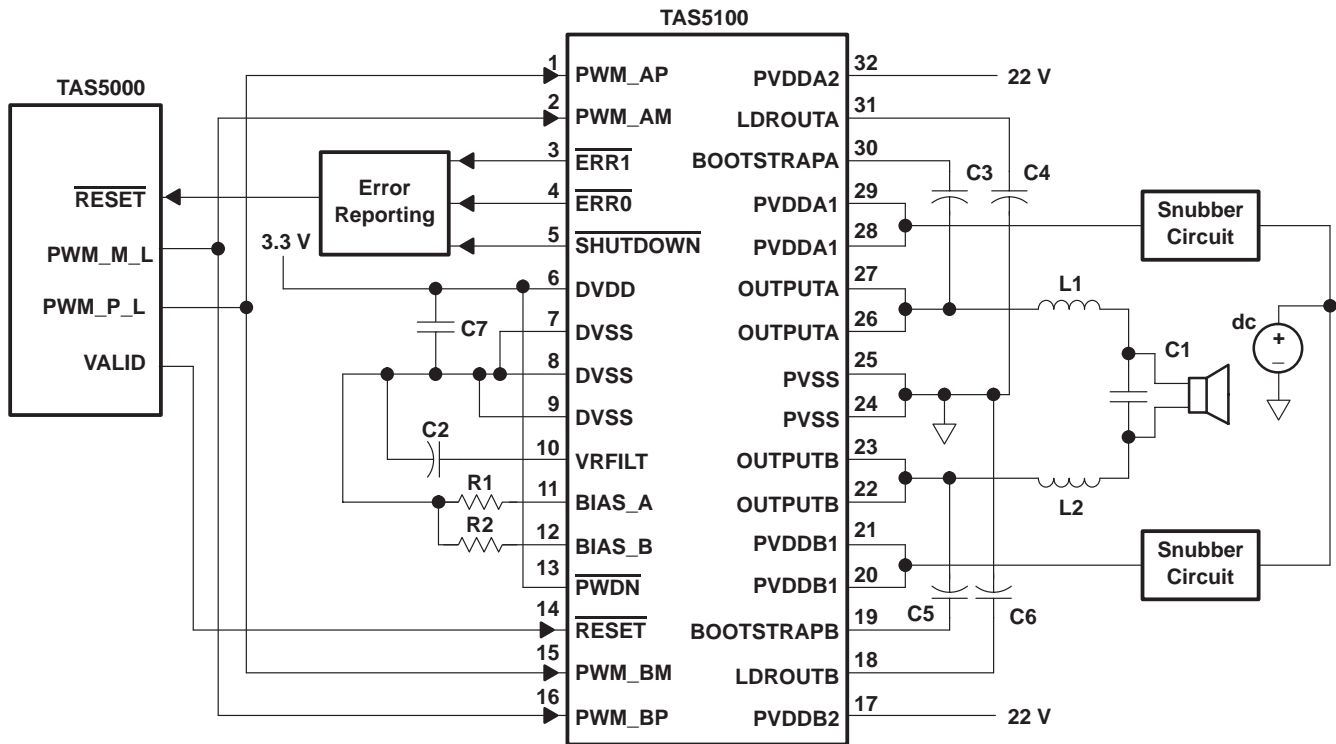 TAS5100
TAS5000
RESET
PWM_M_L
PWM_P_L
VALID
Error
Reporting
3.3 V
C7
C2
R1
R2
1
PWM_AP
2
PWM_AM
3
ERR1
4
ERR0
5
SHUTDOWN
6
DVDD
7
DVSS
8
DVSS
9
DVSS
10
VRFILT
11
BIAS_A
12
BIAS_B
13
PWDN
14
RESET
15
PWM_BM
16
PWM_BP
PVDDA2
32
22 V
LDROUTA
31
BOOTSTRAPA
30
PVDDA1
29
PVDDA1
28
OUTPUTA
27
OUTPUTA
26
PVSS
25
PVSS
24
OUTPUTB
23
OUTPUTB
22
PVDDB1
21
PVDDB1
20
BOOTSTRAPB
19
LDROUTB
18
PVDDB2
17
22 V
C3
C4
Snubber
Circuit
L1
dc
+
–
C1
L2
Snubber
Circuit
C5
C6